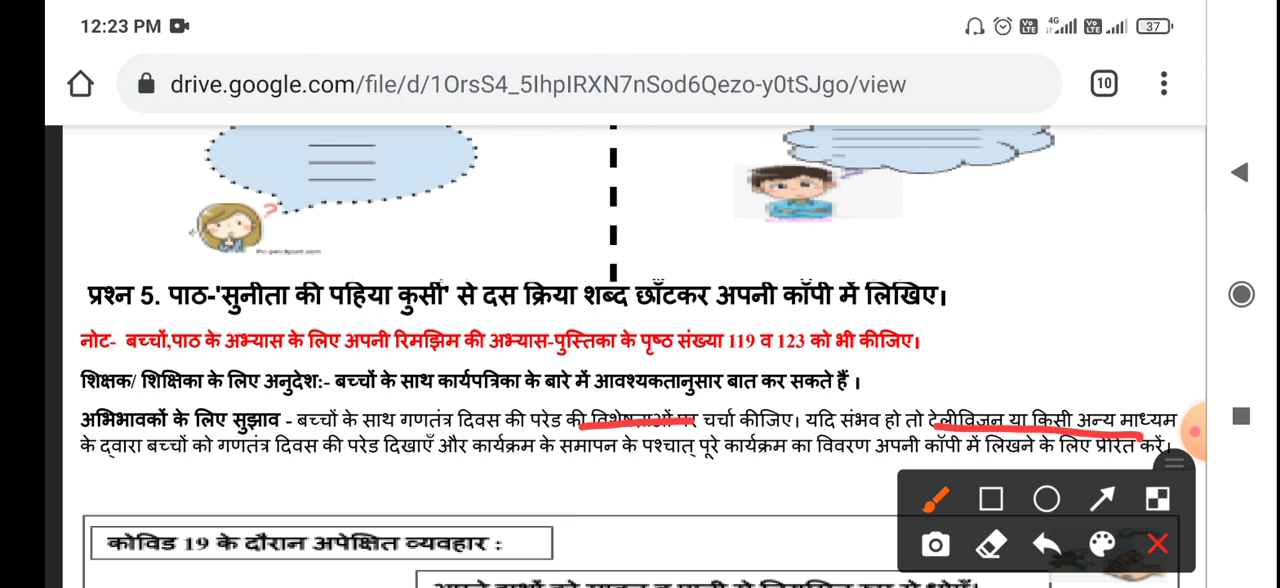 12:23 PM
4G
37
drive.google.com/file/d/1OrsS4_5IhpIRXN7nSod6Qezo-y0tSJgo/view
10
प्रश्न 5. पाठ-'सुनीता की पहिया कुर्सी' से दस क्रिया शब्द छाँटकर अपनी कॉपी में लिखिए।
नोट- बच्चों,पाठ के अभ्यास के लिए अपनी रिमझिम की अभ्यास-पुस्तिका के पृष्ठ संख्या 119 व 123 को भी कीजिए।
शिक्षक/ शिक्षिका के लिए अनुदेश:- बच्चों के साथ कार्यपत्रिका के बारे में आवश्यकतानुसार बात कर सकते हैं ।
अभिभावकों के लिए सुझाव - बच्चों के साथ गणतंत्र दिवस की परेड की विशेषताओं पर चर्चा कीजिए। यदि संभव हो तो टेलीविजन या किसी अन्य माध्यम
के द्वारा बच्चों को गणतंत्र दिवस की परेड दिखाएँ और कार्यक्रम के समापन के पश्चात् पूरे कार्यक्रम का विवरण अपनी कॉपी में लिखने के लिए प्रेरित करें।
कोविड 19 के दौरान अपेक्षित व्यवहार :